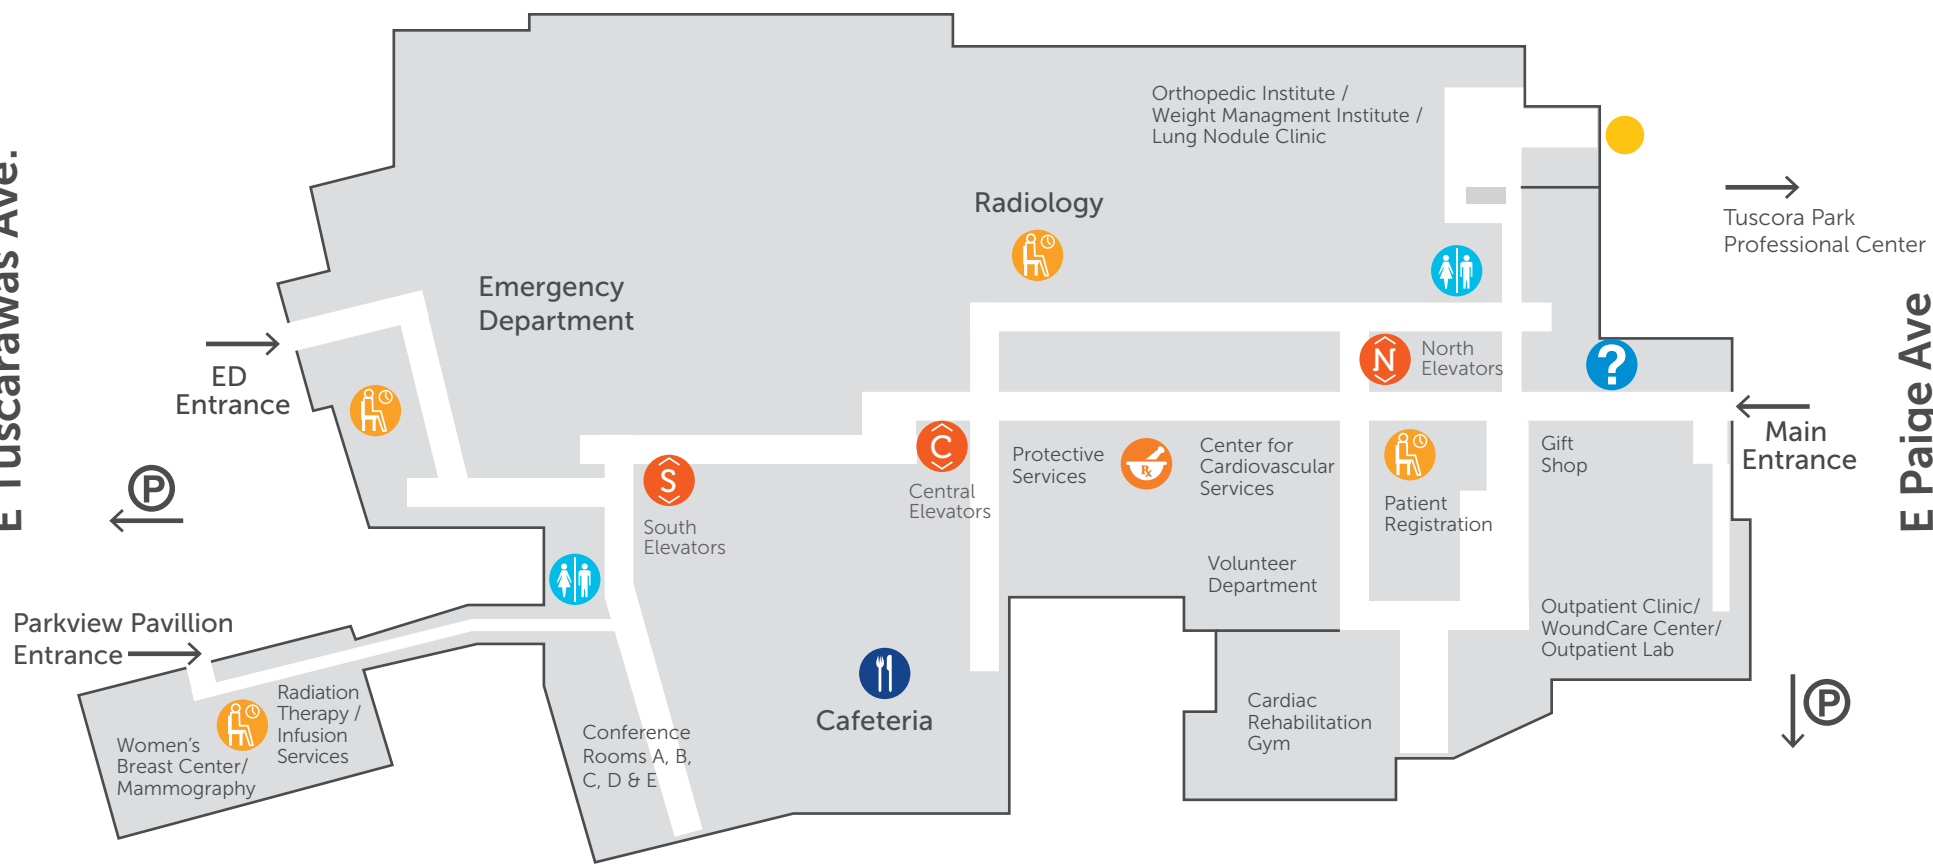 E Tuscarawas Ave.
Orthopedic Institute /
Weight Managment Institute /
Lung Nodule Clinic
Radiology
Tuscora Park
Professional Center
Emergency
Department
ED
Entrance
N
North
Elevators
?
E Paige Ave
Main
Entrance
P
S
South
Elevators
C
Central
Elevators
Protective
Services
Rx
Center for
Cardiovascular
Services
Patient
Registration
Gift
Shop
Volunteer
Department
Outpatient Clinic/
WoundCare Center/
Outpatient Lab
Parkview Pavillion
Entrance
Radiation
Therapy /
Infusion
Services
Women's
Breast Center/
Mammography
Conference
Rooms A, B,
C, D & E
Cafeteria
Cardiac
Rehabilitation
Gym
P